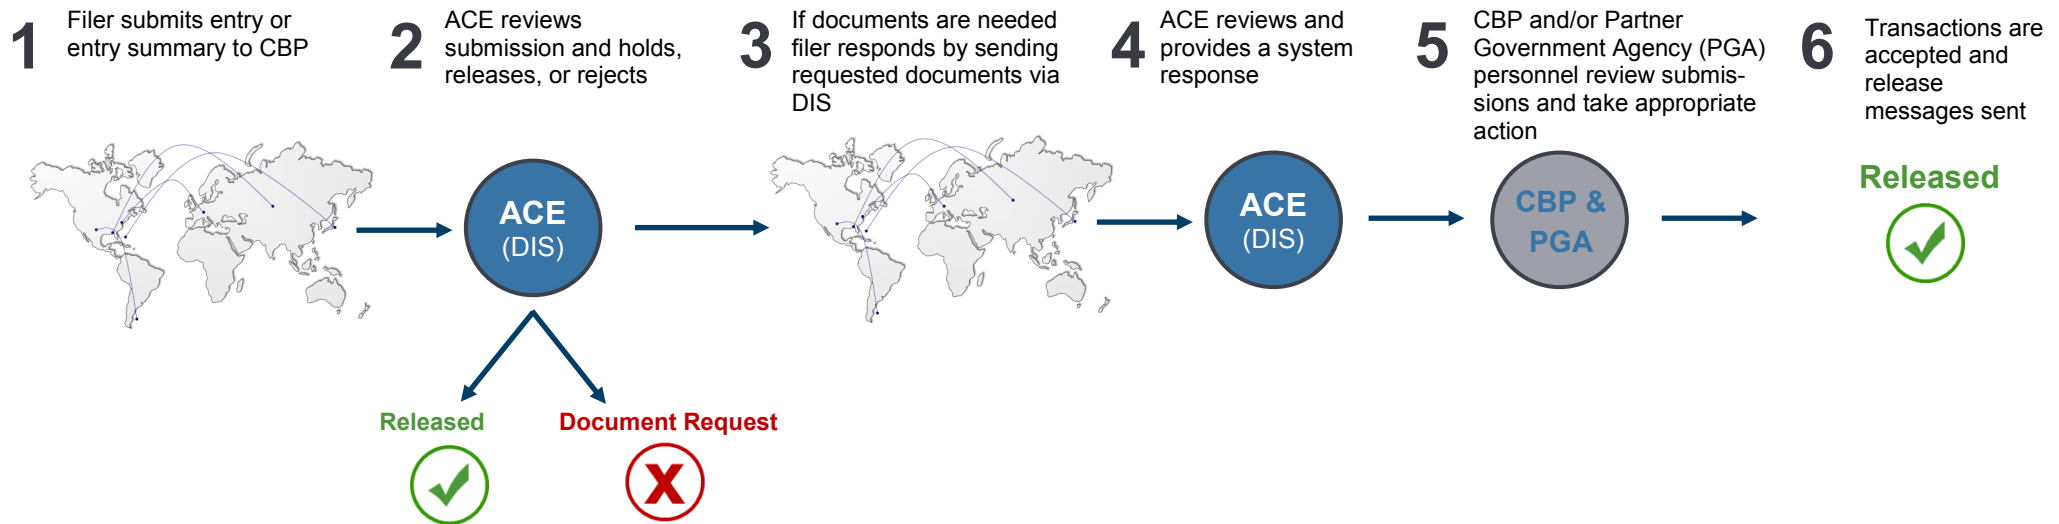 1
Filer submits entry or
entry summary to CBP
2
ACE reviews
submission and holds,
releases, or rejects
3
If documents are needed
filer responds by sending
requested documents via
DIS
4
ACE reviews and
provides a system
response
5
CBP and/or Partner
Government Agency (PGA)
personnel review submis-
sions and take appropriate
action
6
Transactions are
accepted and
release
messages sent
ACE
(DIS)
Released
Document Request
X
ACE
(DIS)
CBP &
PGA
Released